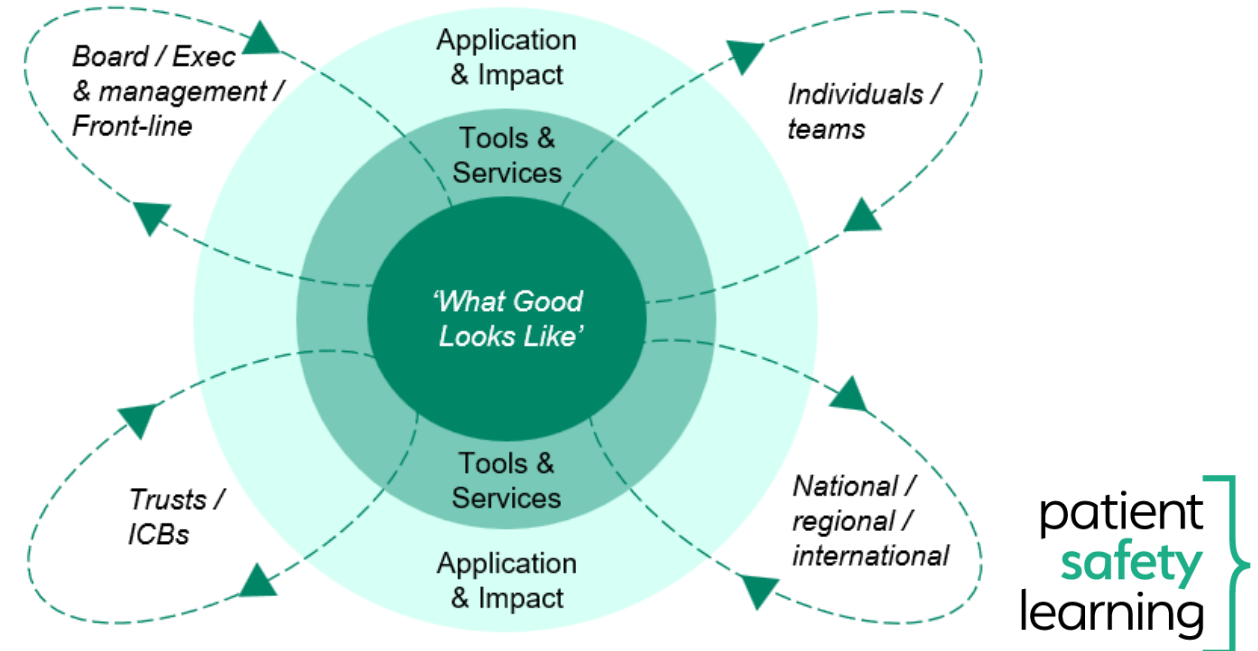 Board / Exec
& management /
Front-line
Application
& Impact
Individuals /
teams
Tools &
Services
‘What Good
Looks Like’
Tools &
Services
Trusts /
ICBs
National /
regional /
international
Application
& Impact
patient
safety
learning